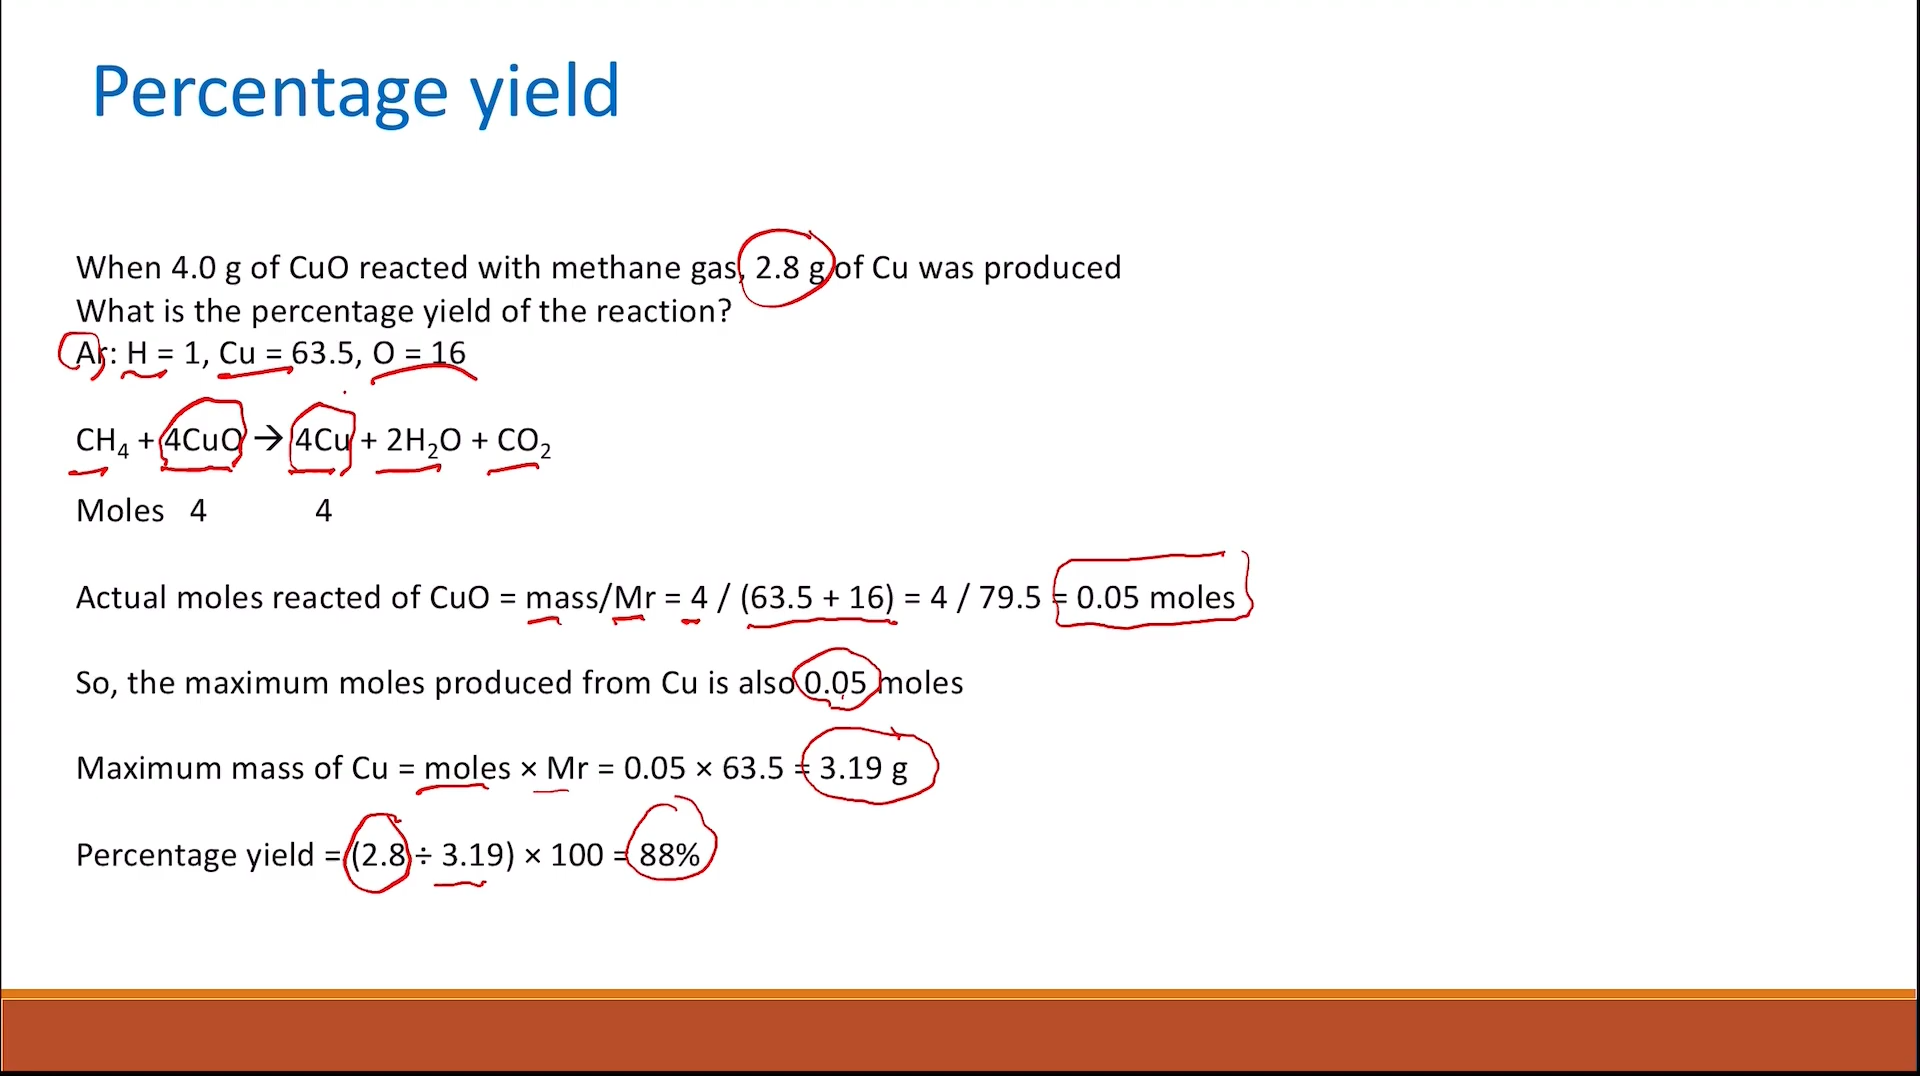 Percentage yield
When 4.0 g of CuO reacted with methane gas, 2.8 g of Cu was produced
What is the percentage yield of the reaction?
Ar: H = 1, Cu = 63.5, O = 16
CH₄ + 4CuO → 4Cu + 2H₂O + CO₂
Moles 4 4
Actual moles reacted of CuO = mass/Mr = 4 / (63.5 + 16) = 4 / 79.5 = 0.05 moles
So, the maximum moles produced from Cu is also 0.05 moles
Maximum mass of Cu = moles × Mr = 0.05 × 63.5 = 3.19 g
Percentage yield = (2.8 ÷ 3.19) × 100 = 88%